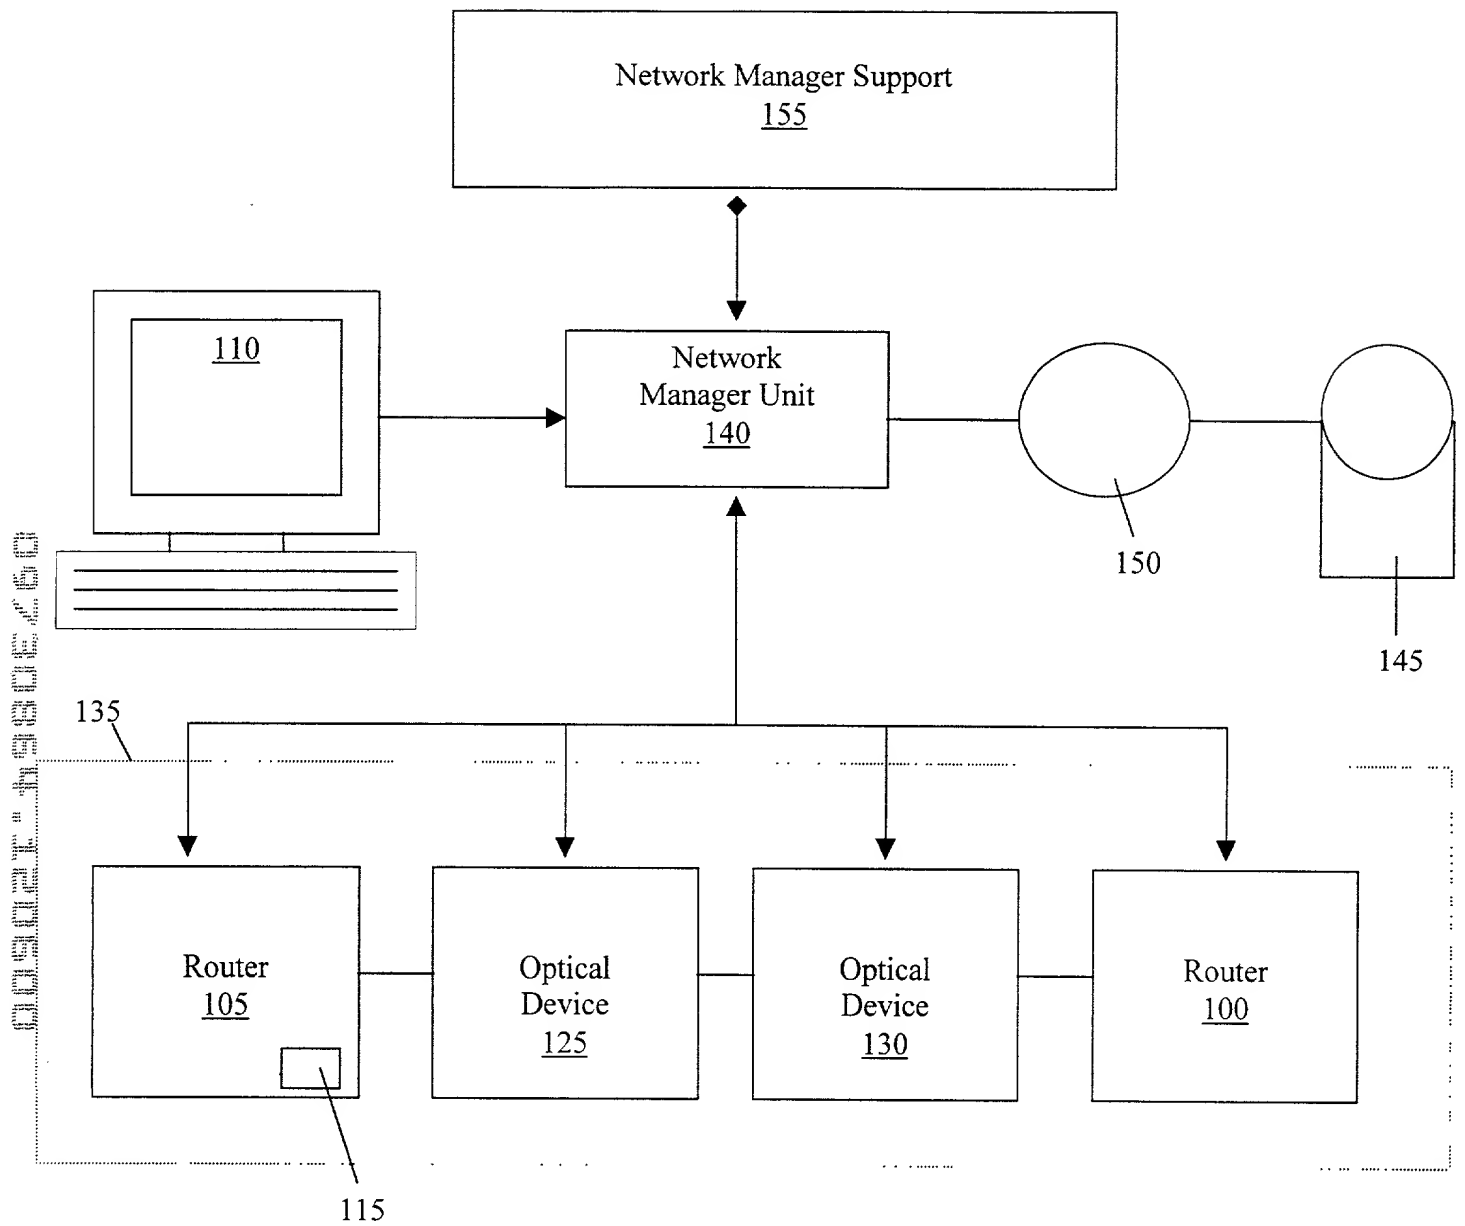 Network Manager Support
155
110
Network
Manager Unit
140
150
145
135
Router
105
Optical
Device
125
Optical
Device
130
Router
100
115